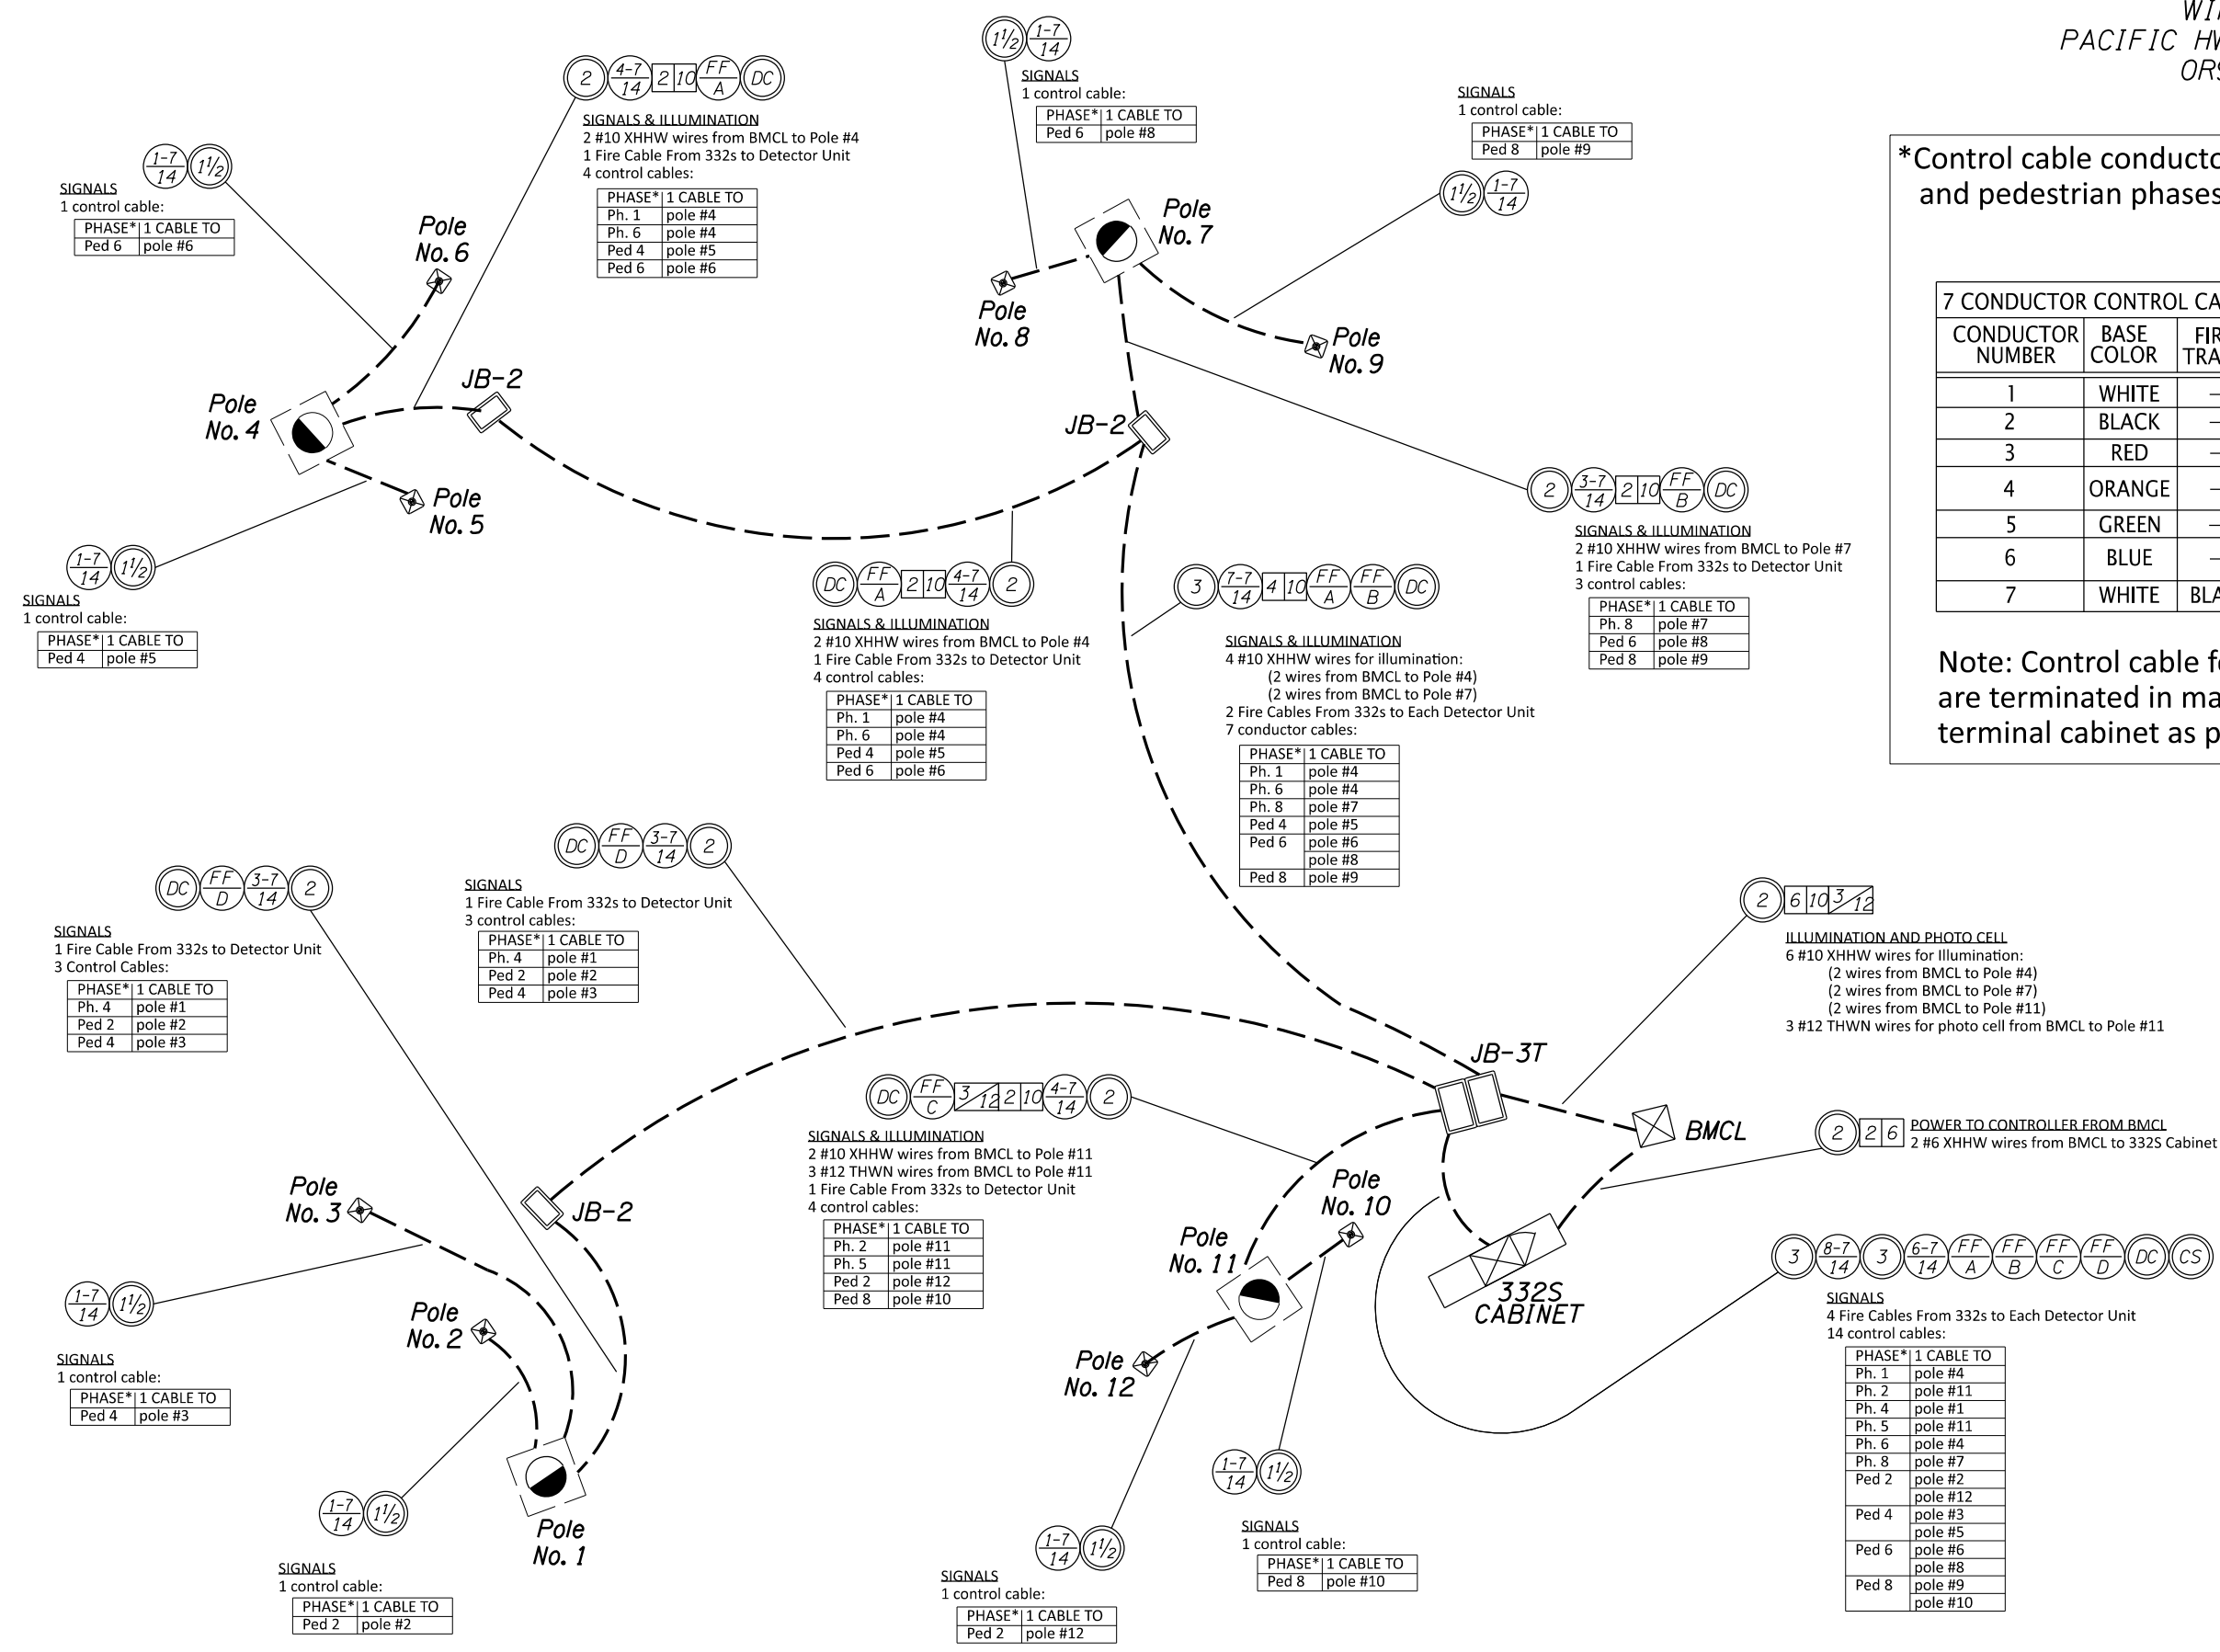 WI
PACIFIC HW
ORS
1½ 1-7/14
SIGNALS
1 control cable:
PHASE* 1 CABLE TO
Ped 6 pole #8
SIGNALS
1 control cable:
PHASE* 1 CABLE TO
Ped 8 pole #9
1½ 1-7/14
2 4-7/14 2 10 FF/A DC
SIGNALS & ILLUMINATION
2 #10 XHHW wires from BMCL to Pole #4
1 Fire Cable From 332s to Detector Unit
4 control cables:
PHASE* 1 CABLE TO
Ph. 1 pole #4
Ph. 6 pole #4
Ped 4 pole #5
Ped 6 pole #6
1-7/14 1½
SIGNALS
1 control cable:
PHASE* 1 CABLE TO
Ped 6 pole #6
Pole
No. 6
Pole
No. 7
Pole
No. 8
Pole
No. 9
JB-2
Pole
No. 4
JB-2
Pole
No. 5
1-7/14 1½
SIGNALS
1 control cable:
PHASE* 1 CABLE TO
Ped 4 pole #5
*Control cable conducto
and pedestrian phases
7 CONDUCTOR CONTROL CA
CONDUCTOR NUMBER BASE COLOR FIR TRA
1 WHITE –
2 BLACK –
3 RED –
4 ORANGE –
5 GREEN –
6 BLUE –
7 WHITE BLA
Note: Control cable f
are terminated in ma
terminal cabinet as p
2 3-7/14 2 10 FF/B DC
SIGNALS & ILLUMINATION
2 #10 XHHW wires from BMCL to Pole #7
1 Fire Cable From 332s to Detector Unit
3 control cables:
PHASE* 1 CABLE TO
Ph. 8 pole #7
Ped 6 pole #8
Ped 8 pole #9
DC FF/A 2 10 4-7/14 2
SIGNALS & ILLUMINATION
2 #10 XHHW wires from BMCL to Pole #4
1 Fire Cable From 332s to Detector Unit
4 control cables:
PHASE* 1 CABLE TO
Ph. 1 pole #4
Ph. 6 pole #4
Ped 4 pole #5
Ped 6 pole #6
3 7-7/14 4 10 FF/A FF/B DC
SIGNALS & ILLUMINATION
4 #10 XHHW wires for illumination:
(2 wires from BMCL to Pole #4)
(2 wires from BMCL to Pole #7)
2 Fire Cables From 332s to Each Detector Unit
7 conductor cables:
PHASE* 1 CABLE TO
Ph. 1 pole #4
Ph. 6 pole #4
Ph. 8 pole #7
Ped 4 pole #5
Ped 6 pole #6
pole #8
Ped 8 pole #9
DC FF/D 3-7/14 2
SIGNALS
1 Fire Cable From 332s to Detector Unit
3 control cables:
PHASE* 1 CABLE TO
Ph. 4 pole #1
Ped 2 pole #2
Ped 4 pole #3
DC FF/D 3-7/14 2
SIGNALS
1 Fire Cable From 332s to Detector Unit
3 Control Cables:
PHASE* 1 CABLE TO
Ph. 4 pole #1
Ped 2 pole #2
Ped 4 pole #3
2 6 10 3/12
ILLUMINATION AND PHOTO CELL
6 #10 XHHW wires for Illumination:
(2 wires from BMCL to Pole #4)
(2 wires from BMCL to Pole #7)
(2 wires from BMCL to Pole #11)
3 #12 THWN wires for photo cell from BMCL to Pole #11
JB-3T
BMCL
2 2 6
POWER TO CONTROLLER FROM BMCL
2 #6 XHHW wires from BMCL to 332S Cabinet
DC FF/C 3/12 2 10 4-7/14 2
SIGNALS & ILLUMINATION
2 #10 XHHW wires from BMCL to Pole #11
3 #12 THWN wires from BMCL to Pole #11
1 Fire Cable From 332s to Detector Unit
4 control cables:
PHASE* 1 CABLE TO
Ph. 2 pole #11
Ph. 5 pole #11
Ped 2 pole #12
Ped 8 pole #10
Pole
No. 3
JB-2
Pole
No. 10
Pole
No. 11
332S
CABINET
Pole
No. 2
Pole
No. 12
3 8-7/14 3 6-7/14 FF/A FF/B FF/C FF/D DC CS
SIGNALS
4 Fire Cables From 332s to Each Detector Unit
14 control cables:
PHASE* 1 CABLE TO
Ph. 1 pole #4
Ph. 2 pole #11
Ph. 4 pole #1
Ph. 5 pole #11
Ph. 6 pole #4
Ph. 8 pole #7
Ped 2 pole #2
pole #12
Ped 4 pole #3
pole #5
Ped 6 pole #6
pole #8
Ped 8 pole #9
pole #10
1-7/14 1½
SIGNALS
1 control cable:
PHASE* 1 CABLE TO
Ped 4 pole #3
1-7/14 1½
SIGNALS
1 control cable:
PHASE* 1 CABLE TO
Ped 2 pole #2
Pole
No. 1
1-7/14 1½
SIGNALS
1 control cable:
PHASE* 1 CABLE TO
Ped 8 pole #10
1-7/14 1½
SIGNALS
1 control cable:
PHASE* 1 CABLE TO
Ped 2 pole #12